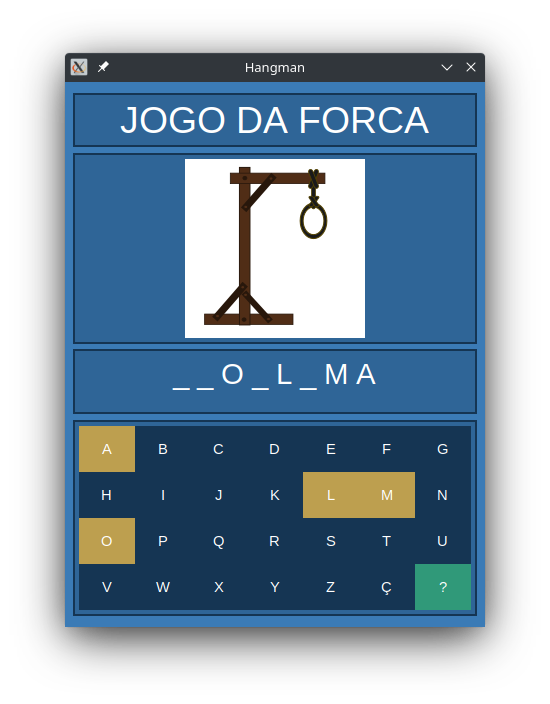 Hangman
JOGO DA FORCA
_ _ O _ L _ M A
A B C D E F G
H I J K L M N
O P Q R S T U
V W X Y Z Ç ?